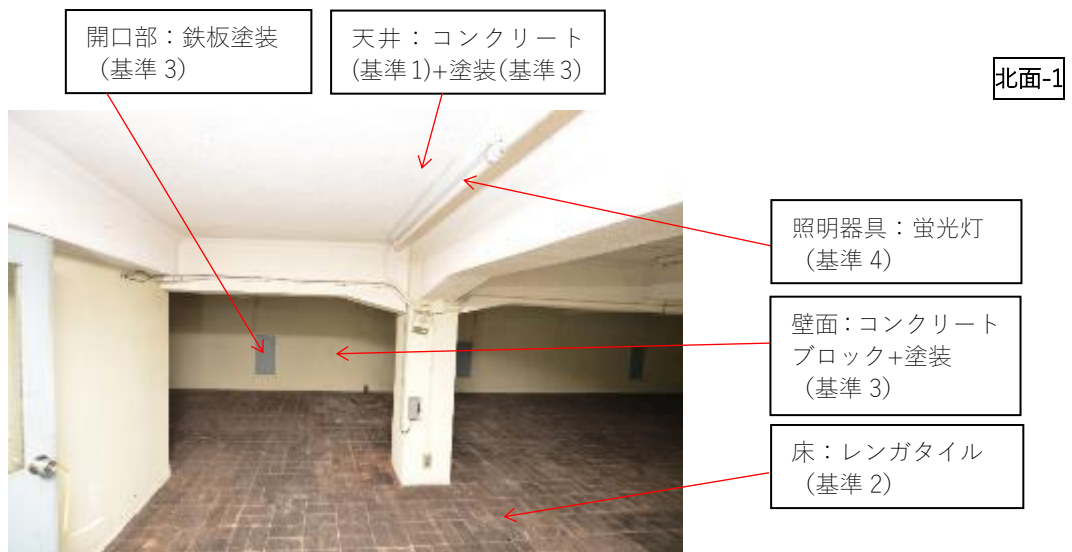 開口部：鉄板塗装
(基準 3)
天井：コンクリート
(基準1)+塗装(基準3)
北面-1
照明器具：蛍光灯
(基準 4)
壁面：コンクリート
ブロック+塗装
(基準 3)
床：レンガタイル
(基準 2)